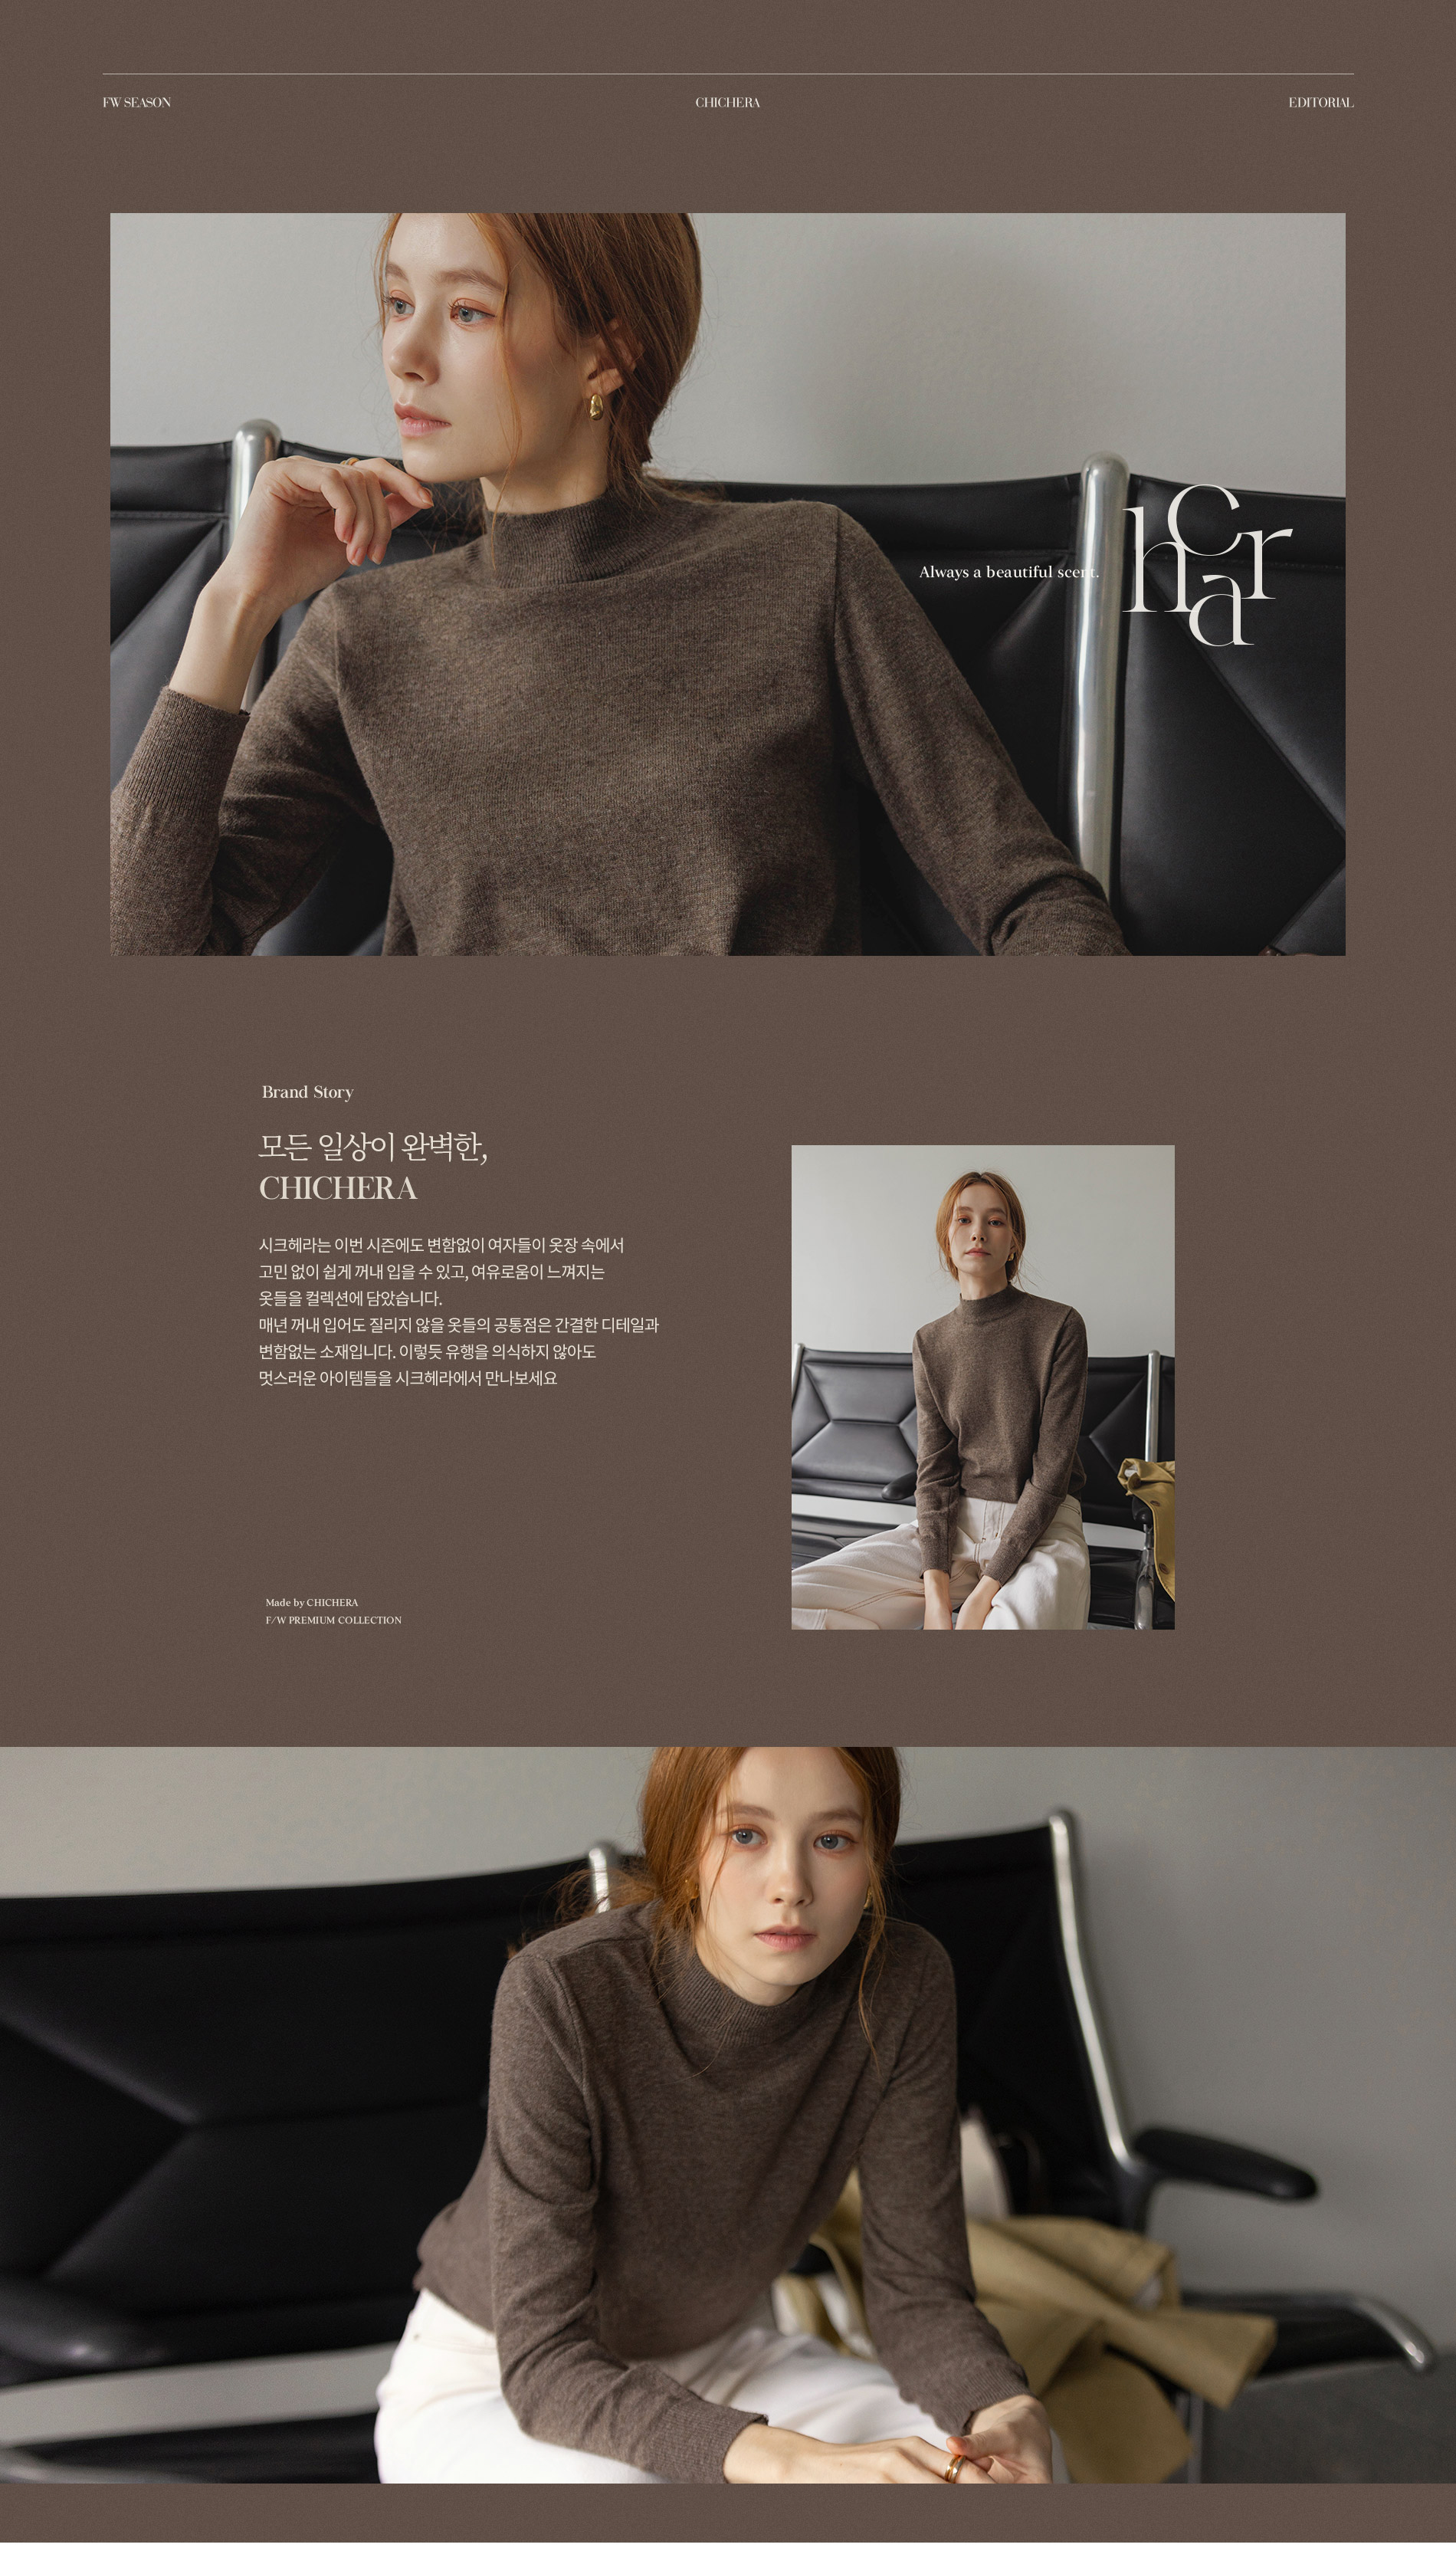 FW SEASON
CHICHERA
EDITORIAL
Always a beautiful scent.
chra
Brand Story
모든 일상이 완벽한,
CHICHERA
시크헤라는 이번 시즌에도 변함없이 여자들이 옷장 속에서
고민 없이 쉽게 꺼내 입을 수 있고, 여유로움이 느껴지는
옷들을 컬렉션에 담았습니다.
매년 꺼내 입어도 질리지 않을 옷들의 공통점은 간결한 디테일과
변함없는 소재입니다. 이렇듯 유행을 의식하지 않아도
멋스러운 아이템들을 시크헤라에서 만나보세요
Made by CHICHERA
F/W PREMIUM COLLECTION